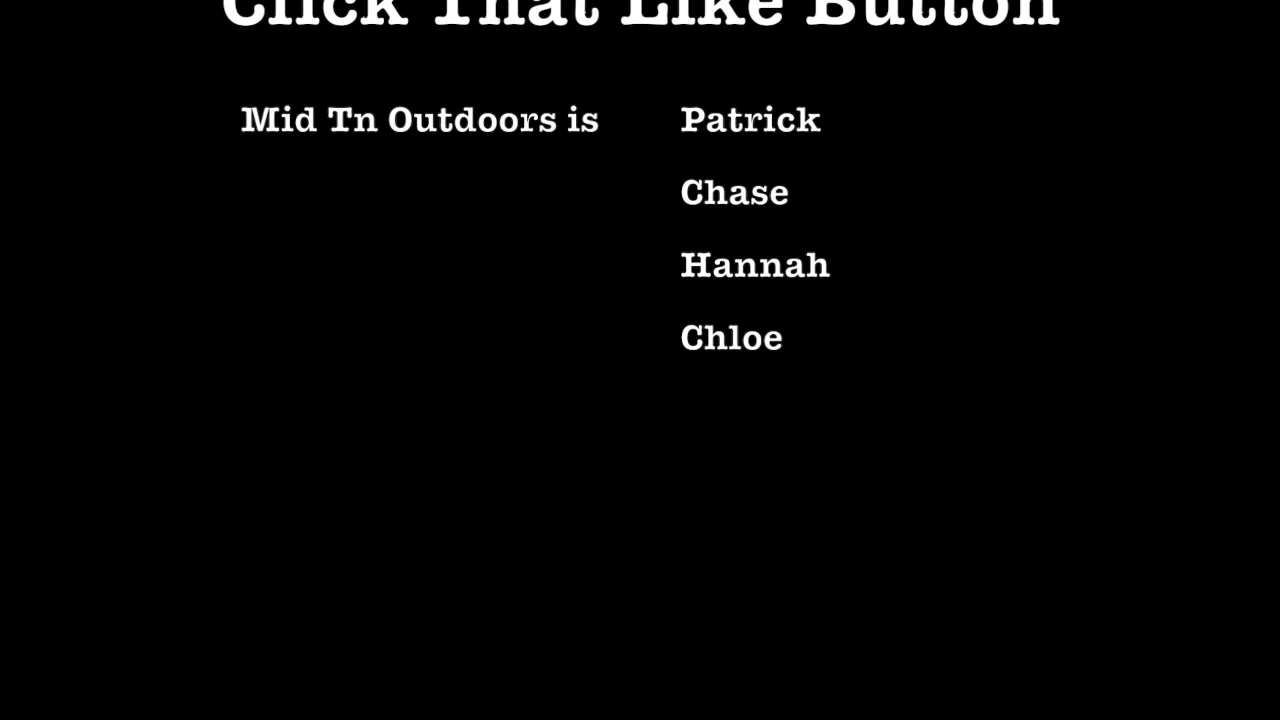 Click That Like Button
Mid Tn Outdoors is Patrick
Chase
Hannah
Chloe